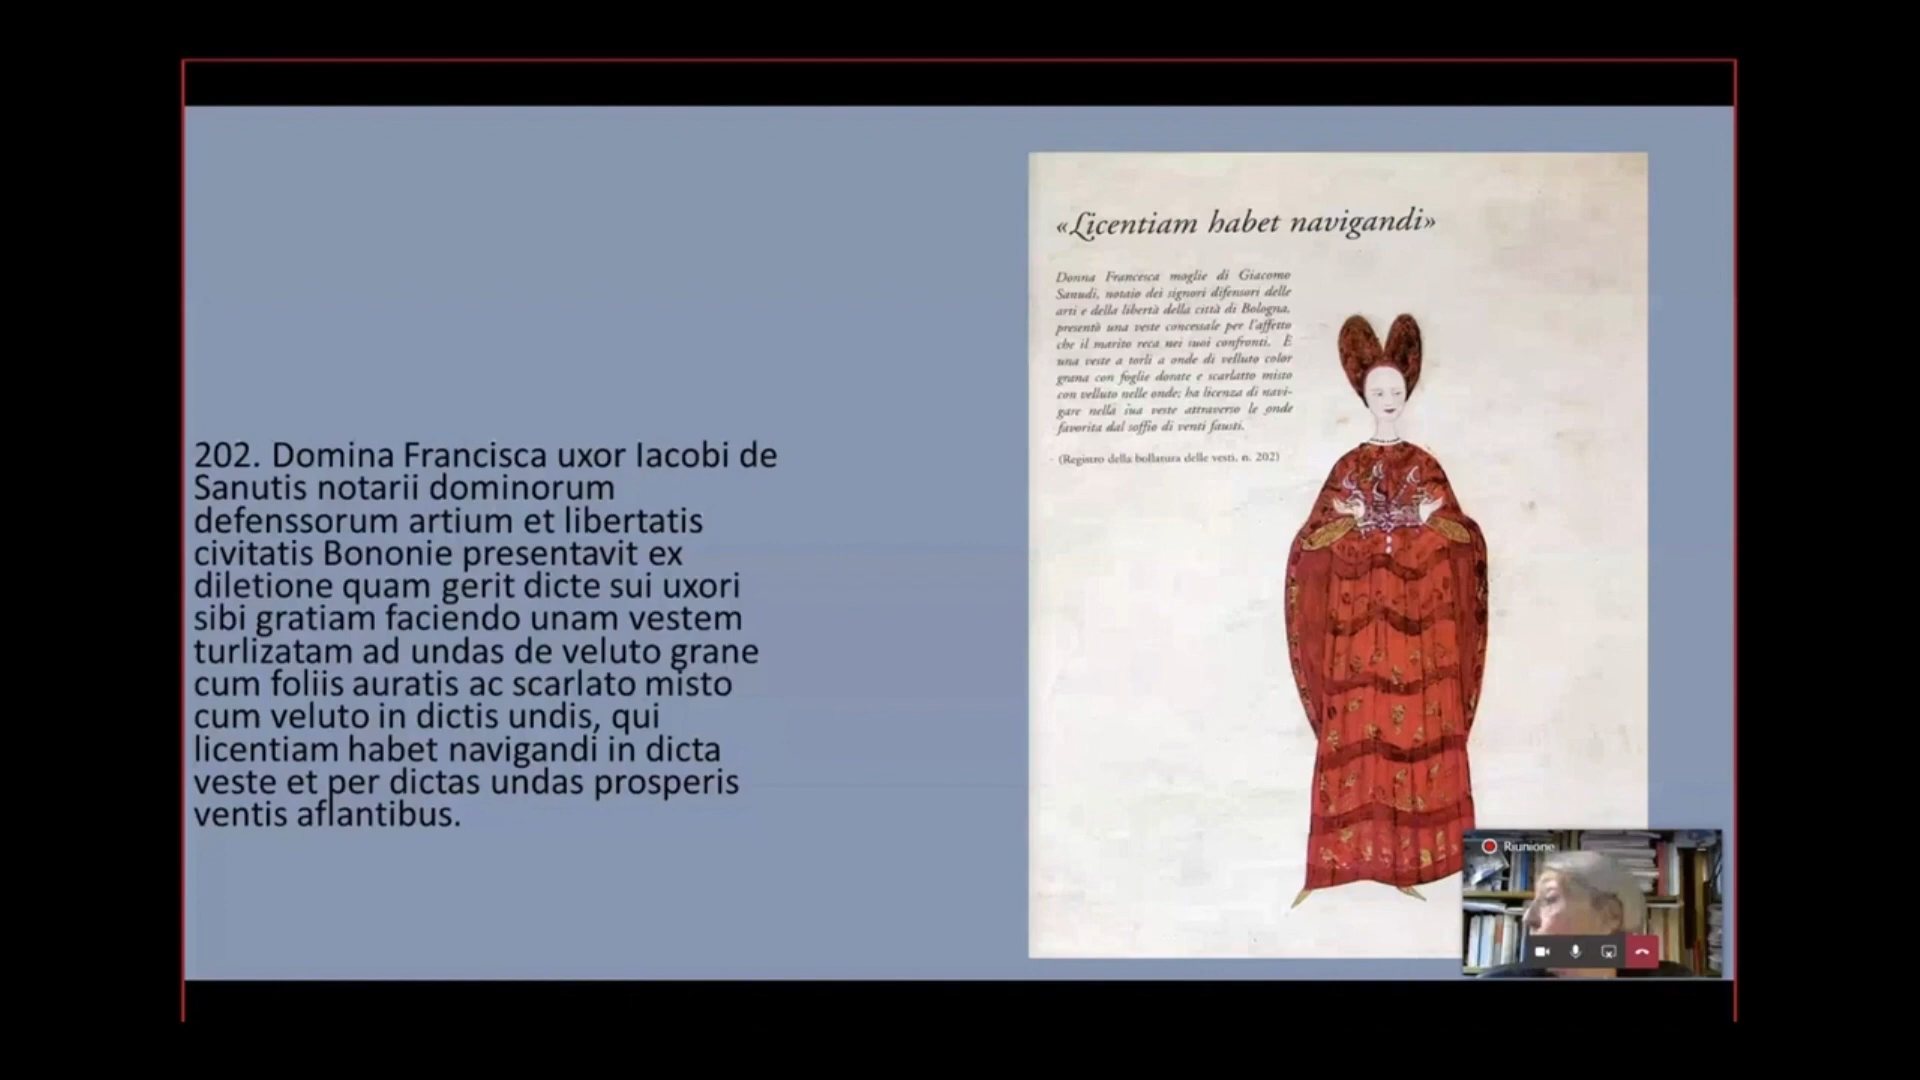 202. Domina Francisca uxor Iacobi de
Sanutis notarii dominorum
defenssorum artium et libertatis
civitatis Bononie presentavit ex
diletione quam gerit dicte sui uxori
sibi gratiam faciendo unam vestem
turlizatam ad undas de veluto grane
cum foliis auratis ac scarlato misto
cum veluto in dictis undis, qui
licentiam habet navigandi in dicta
veste et per dictas undas prosperis
ventis aflantibus.
«Licentiam habet navigandi»
Donna Francesca moglie di Giacomo
Sanudi, notaio dei signori difensori delle
arti e della libertà della città di Bologna,
presentò una veste concessale per l'affetto
che il marito reca nei suoi confronti. È
una veste a torli a onde di velluto color
grana con foglie dorate e scarlatto misto
con velluto nelle onde; ha licenza di navi-
gare nella sua veste attraverso le onde
favorita dal soffio di venti fausti.
(Registro della bollatura delle vesti, n. 202)
Riunione